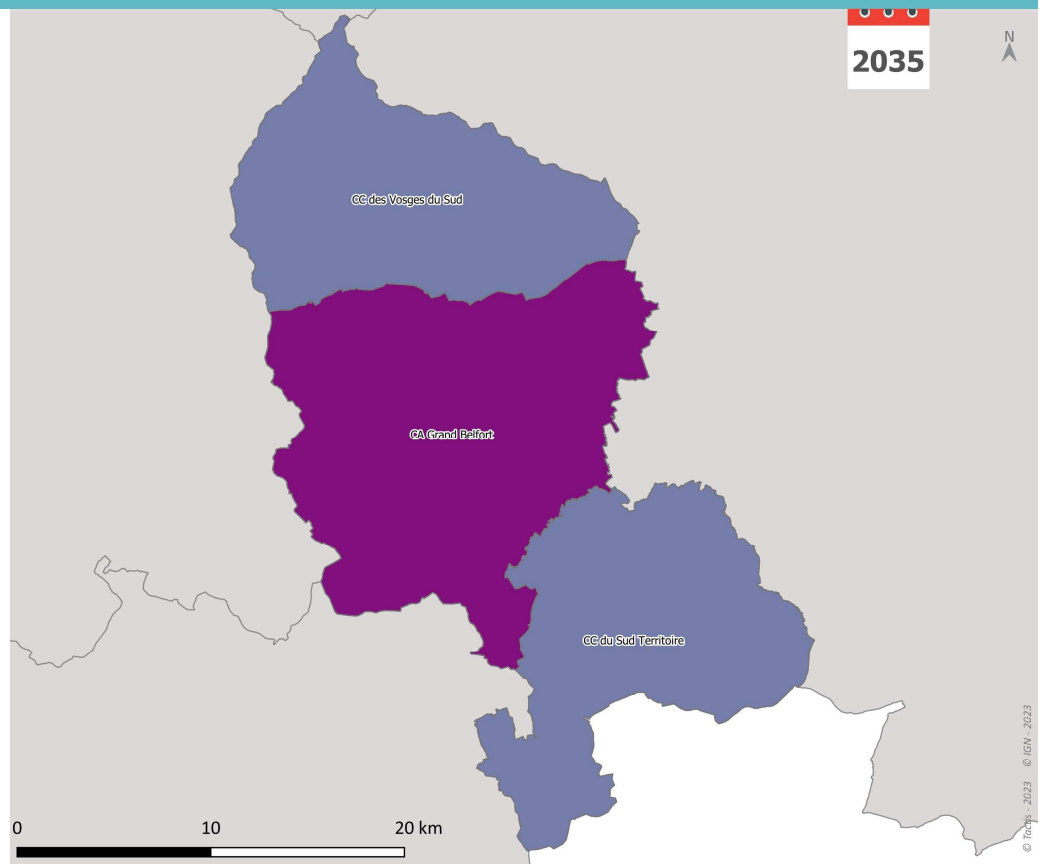 2035
N
CC des Vosges du Sud
CA Grand Belfort
CC du Sud Territoire
0 10 20 km
© Tactis - 2023 © IGN - 2023